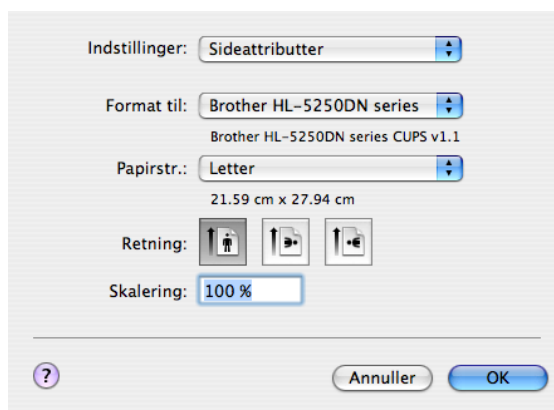 Indstillinger: Sideattributter
Format til: Brother HL-5250DN series
Brother HL-5250DN series CUPS v1.1
Papirstr.: Letter
21.59 cm x 27.94 cm
Retning:
Skalering: 100 %
? Annuller OK